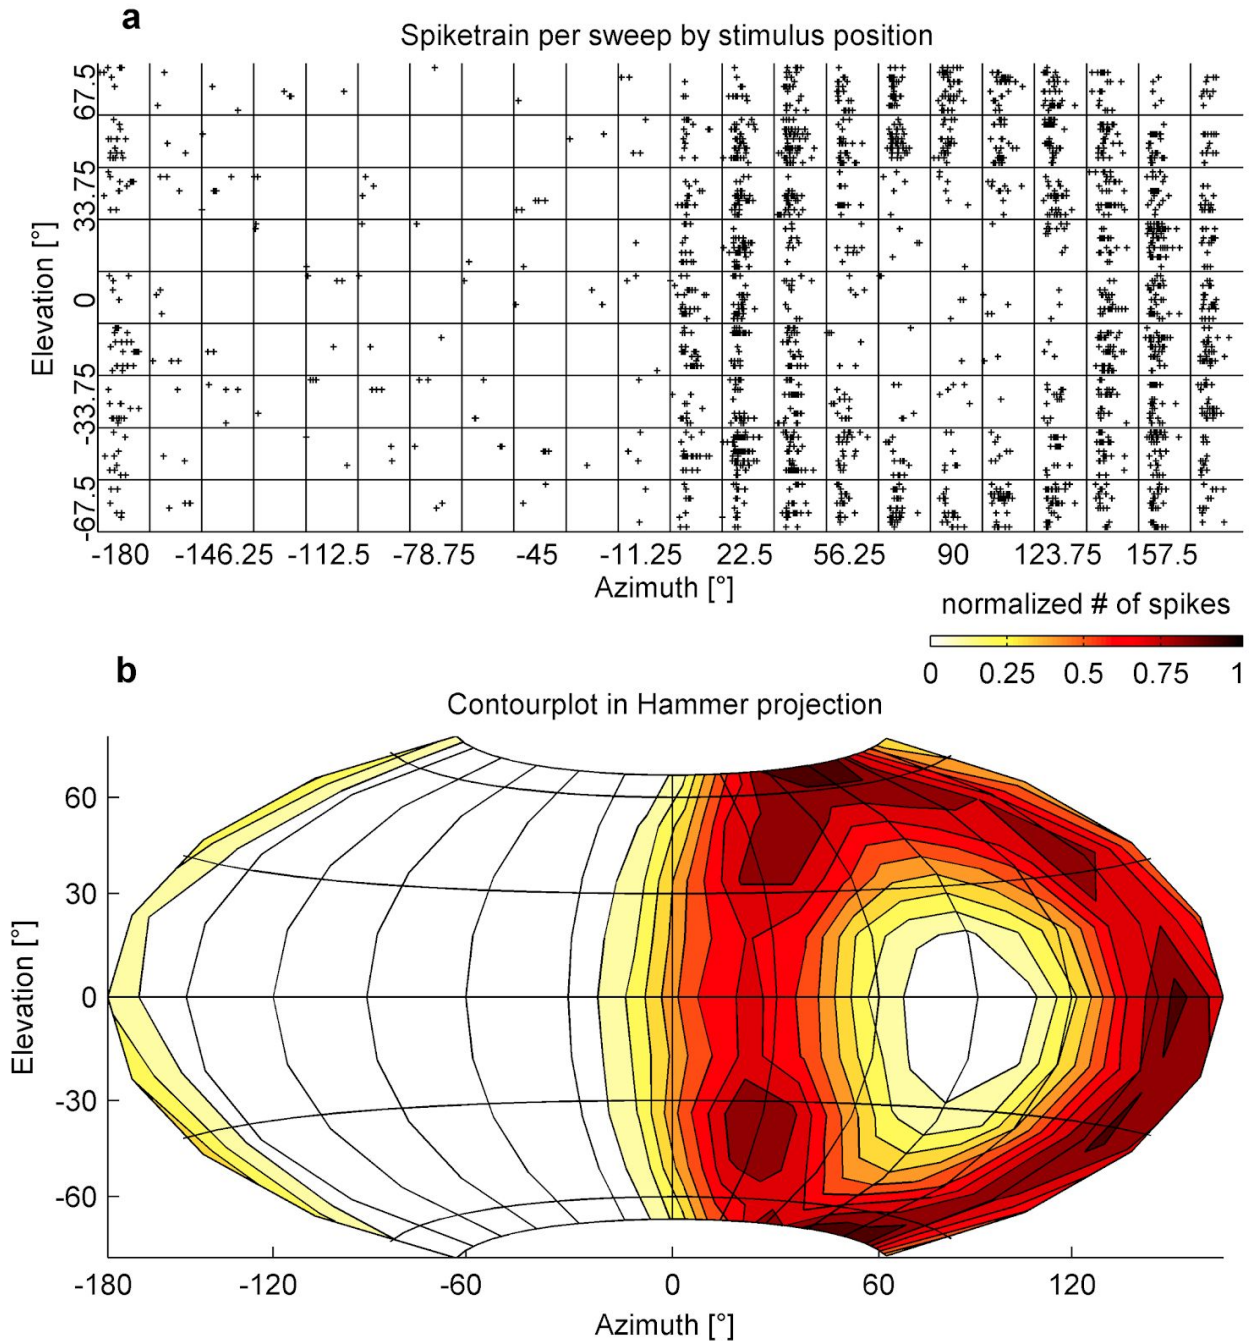 a
Spiketrain per sweep by stimulus position
67.5
33.75
0
-33.75
-67.5
Elevation [°]
-180 -146.25 -112.5 -78.75 -45 -11.25 22.5 56.25 90 123.75 157.5
Azimuth [°]
normalized # of spikes
0 0.25 0.5 0.75 1
b
Contourplot in Hammer projection
60
30
0
-30
-60
Elevation [°]
-180 -120 -60 0 60 120
Azimuth [°]